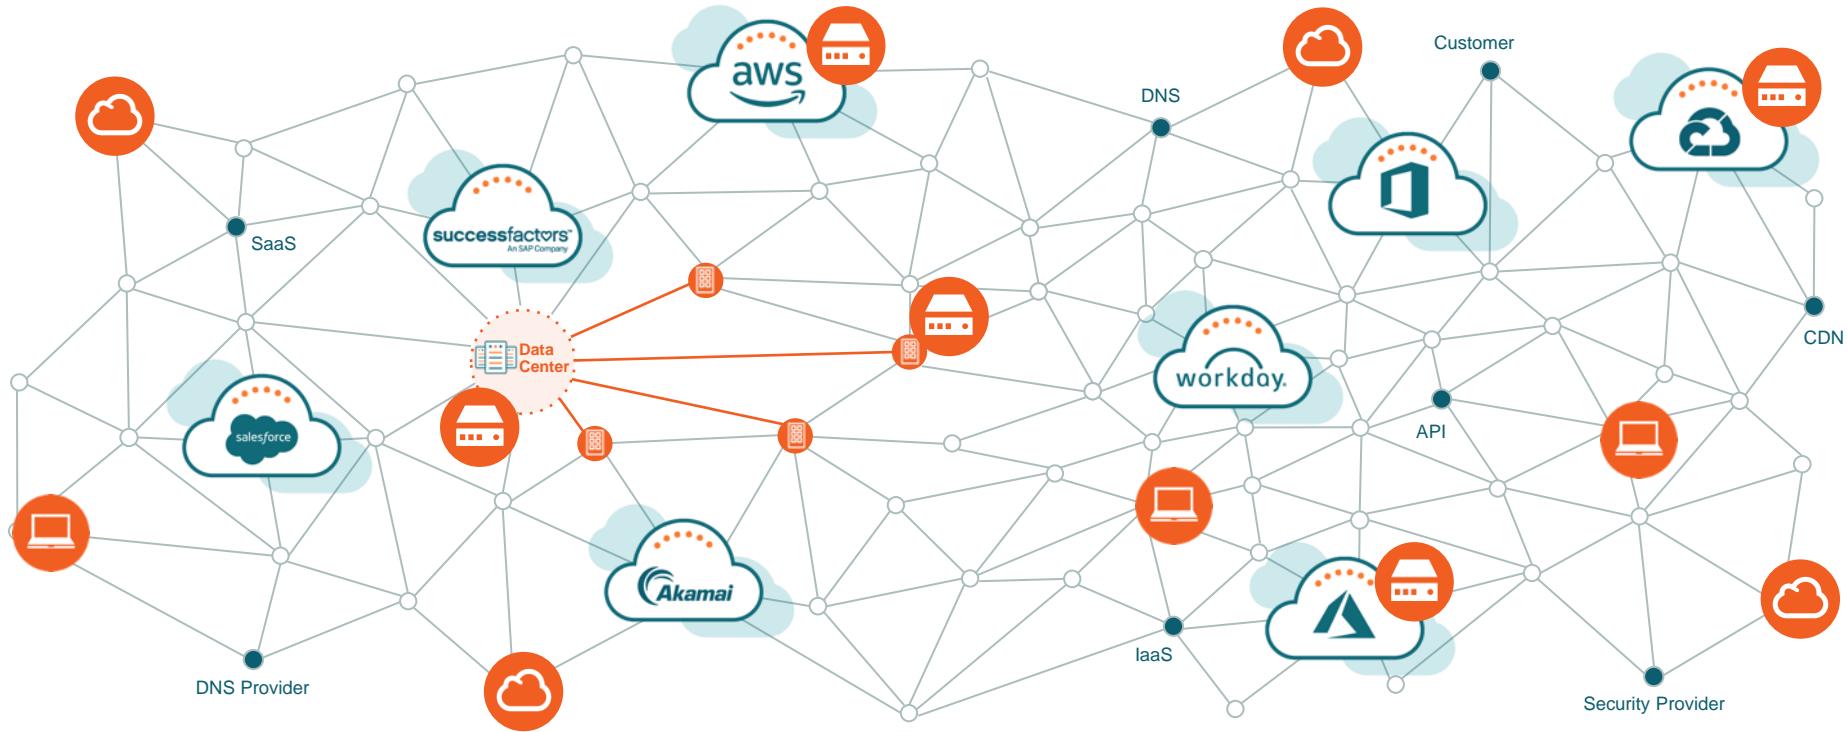 Customer
aws
DNS
SaaS
successfactors™
An SAP Company
Data
Center
CDN
workday.
salesforce
API
Akamai
IaaS
DNS Provider
Security Provider